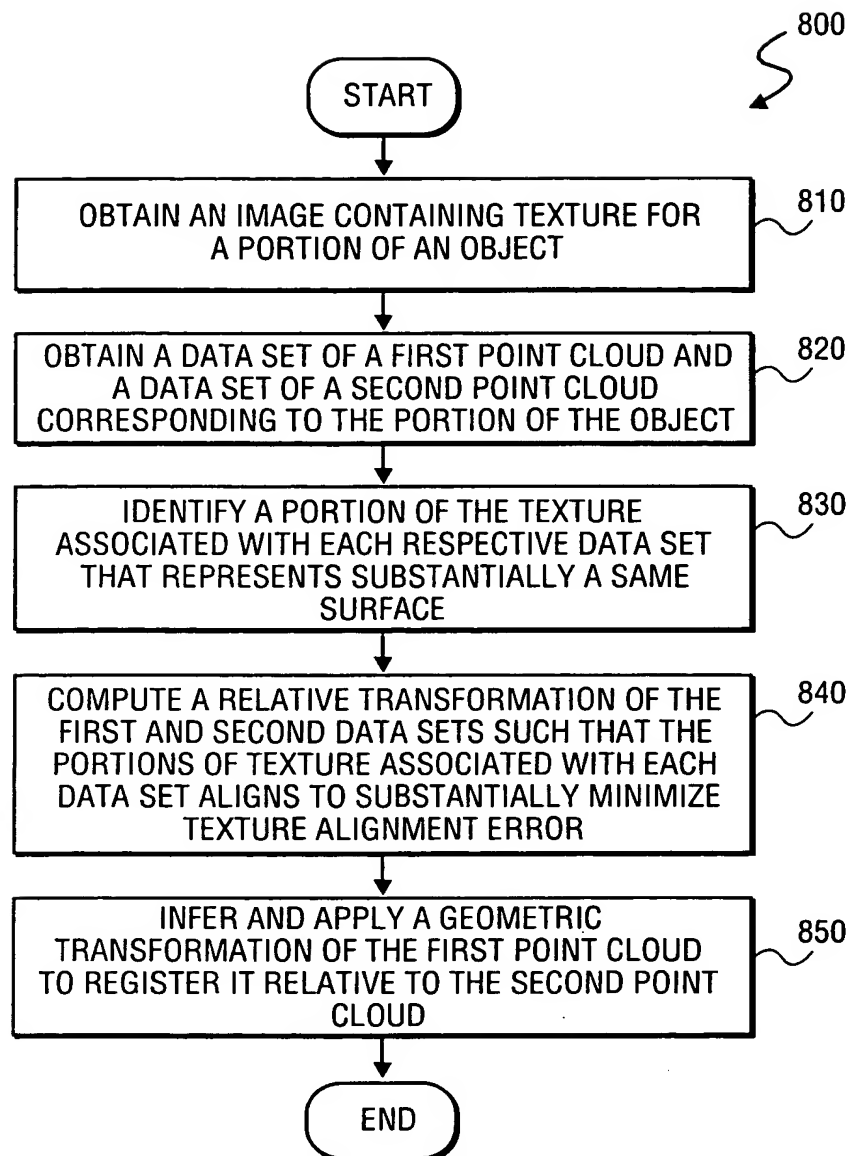 800
START
OBTAIN AN IMAGE CONTAINING TEXTURE FOR
A PORTION OF AN OBJECT
810
OBTAIN A DATA SET OF A FIRST POINT CLOUD AND
A DATA SET OF A SECOND POINT CLOUD
CORRESPONDING TO THE PORTION OF THE OBJECT
820
IDENTIFY A PORTION OF THE TEXTURE
ASSOCIATED WITH EACH RESPECTIVE DATA SET
THAT REPRESENTS SUBSTANTIALLY A SAME
SURFACE
830
COMPUTE A RELATIVE TRANSFORMATION OF THE
FIRST AND SECOND DATA SETS SUCH THAT THE
PORTIONS OF TEXTURE ASSOCIATED WITH EACH
DATA SET ALIGNS TO SUBSTANTIALLY MINIMIZE
TEXTURE ALIGNMENT ERROR
840
INFER AND APPLY A GEOMETRIC
TRANSFORMATION OF THE FIRST POINT CLOUD
TO REGISTER IT RELATIVE TO THE SECOND POINT
CLOUD
850
END